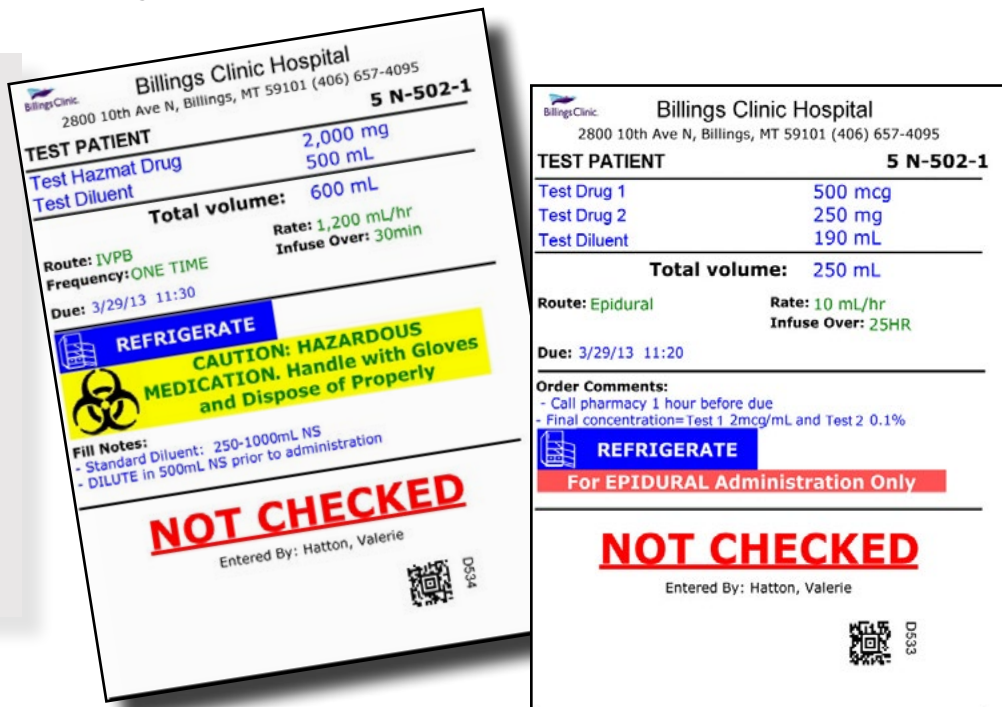 BillingsClinic.
Billings Clinic Hospital
2800 10th Ave N, Billings, MT 59101 (406) 657-4095
TEST PATIENT 5 N-502-1
Test Hazmat Drug 2,000 mg
Test Diluent 500 mL
Total volume: 600 mL
Route: IVPB Rate: 1,200 mL/hr
Frequency: ONE TIME Infuse Over: 30min
Due: 3/29/13 11:30
REFRIGERATE
CAUTION: HAZARDOUS
MEDICATION. Handle with Gloves
and Dispose of Properly
Fill Notes:
- Standard Diluent: 250-1000mL NS
- DILUTE in 500mL NS prior to administration
NOT CHECKED
Entered By: Hatton, Valerie
D534
BillingsClinic.
Billings Clinic Hospital
2800 10th Ave N, Billings, MT 59101 (406) 657-4095
TEST PATIENT 5 N-502-1
Test Drug 1 500 mcg
Test Drug 2 250 mg
Test Diluent 190 mL
Total volume: 250 mL
Route: Epidural Rate: 10 mL/hr
Infuse Over: 25HR
Due: 3/29/13 11:20
Order Comments:
- Call pharmacy 1 hour before due
- Final concentration= Test 1 2mcg/mL and Test 2 0.1%
REFRIGERATE
For EPIDURAL Administration Only
NOT CHECKED
Entered By: Hatton, Valerie
D533